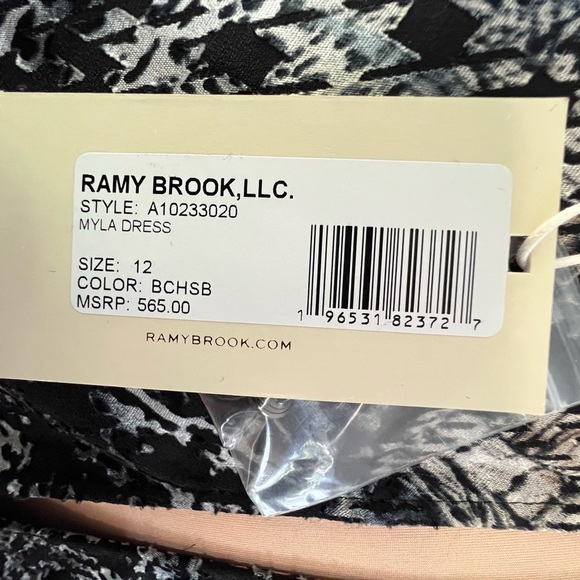 RAMY BROOK,LLC.
STYLE: A10233020
MYLA DRESS
SIZE: 12
COLOR: BCHSB
MSRP: 565.00
1 96531 82372 7
RAMYBROOK.COM